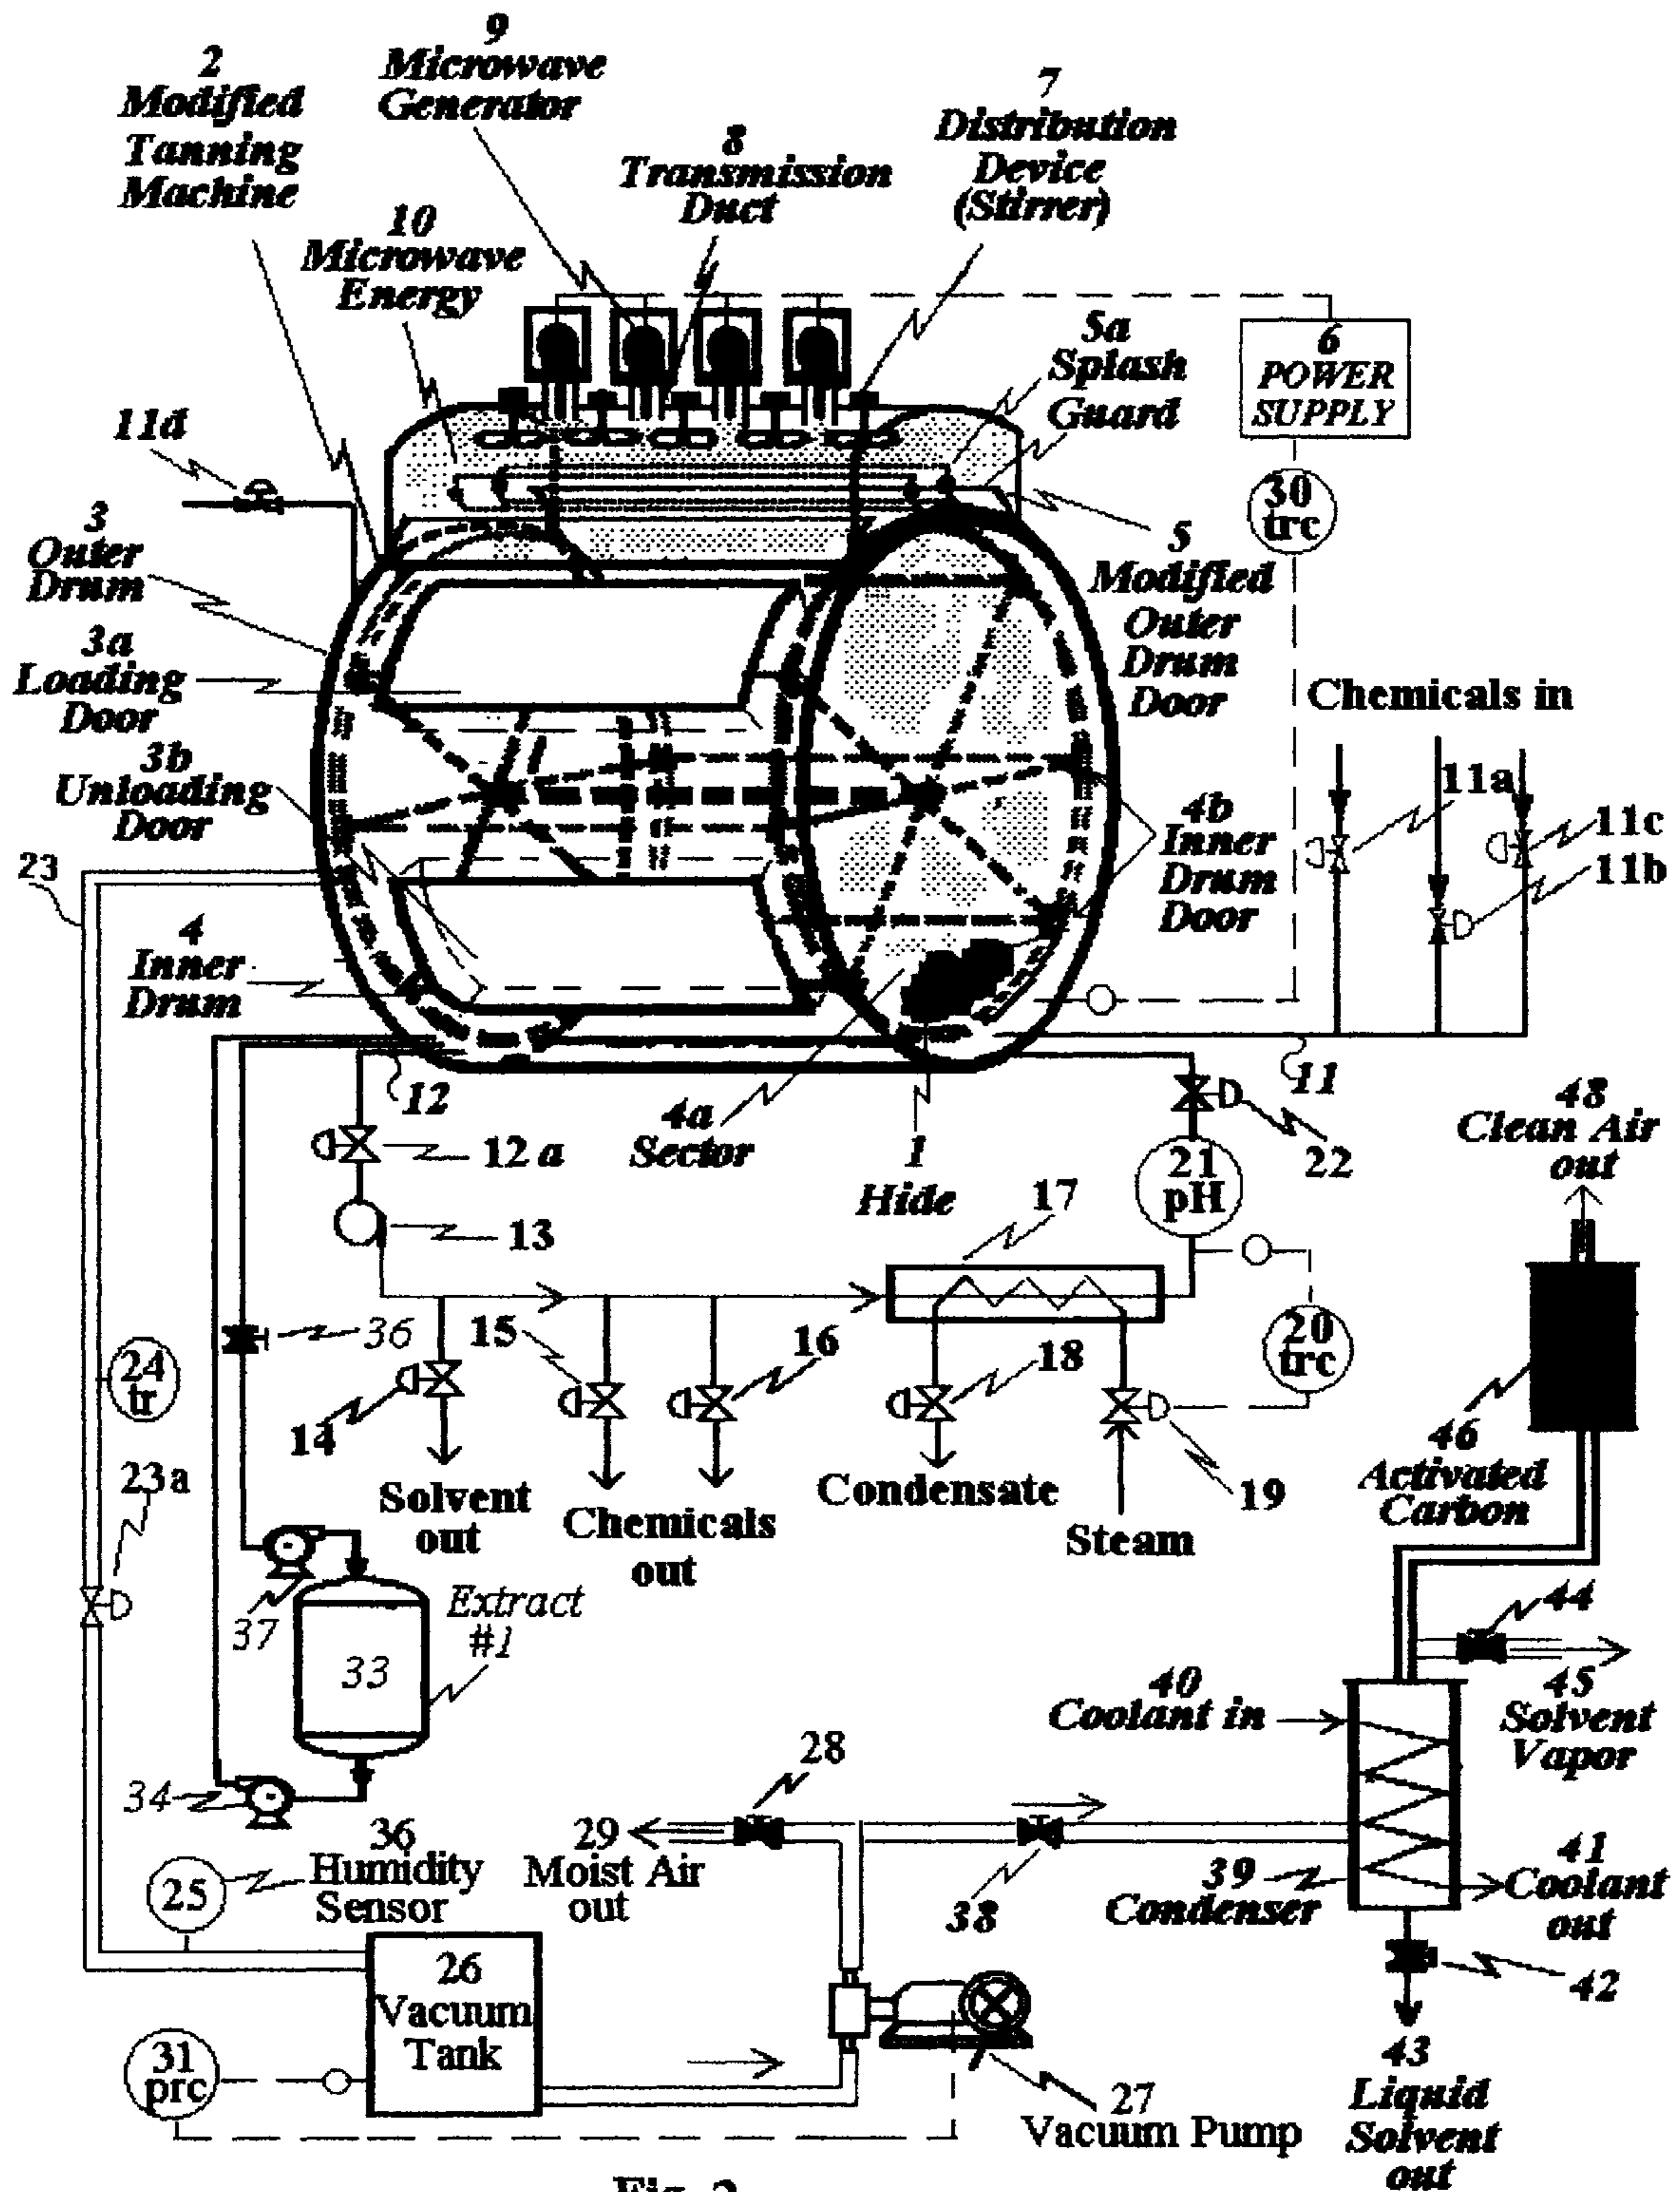 9
Microwave
Generator
2
Modified
Tanning
Machine
7
Distribution
Device
(Stirrer)
8
Transmission
Duct
10
Microwave
Energy
5a
Splash
Guard
6
POWER
SUPPLY
11d
30
trc
3
Outer
Drum
5
Modified
Outer
Drum
Door
3a
Loading
Door
Chemicals in
3b
Unloading
Door
11a
11c
11b
4b
Inner
Drum
Door
23
4
Inner
Drum
12
11
4a
Sector
1
Hide
12a
13
21
pH
22
48
Clean Air
out
17
36
15
16
18
20
trc
24
tr
14
19
23a
Solvent
out
Chemicals
out
Condensate
Steam
46
Activated
Carbon
37
Extract
#1
33
44
40
Coolant in
45
Solvent
Vapor
34
28
29
Moist Air
out
36
Humidity
Sensor
25
38
39
Condenser
41
Coolant
out
26
Vacuum
Tank
42
31
prc
27
Vacuum Pump
43
Liquid
Solvent
out
Fig. 2